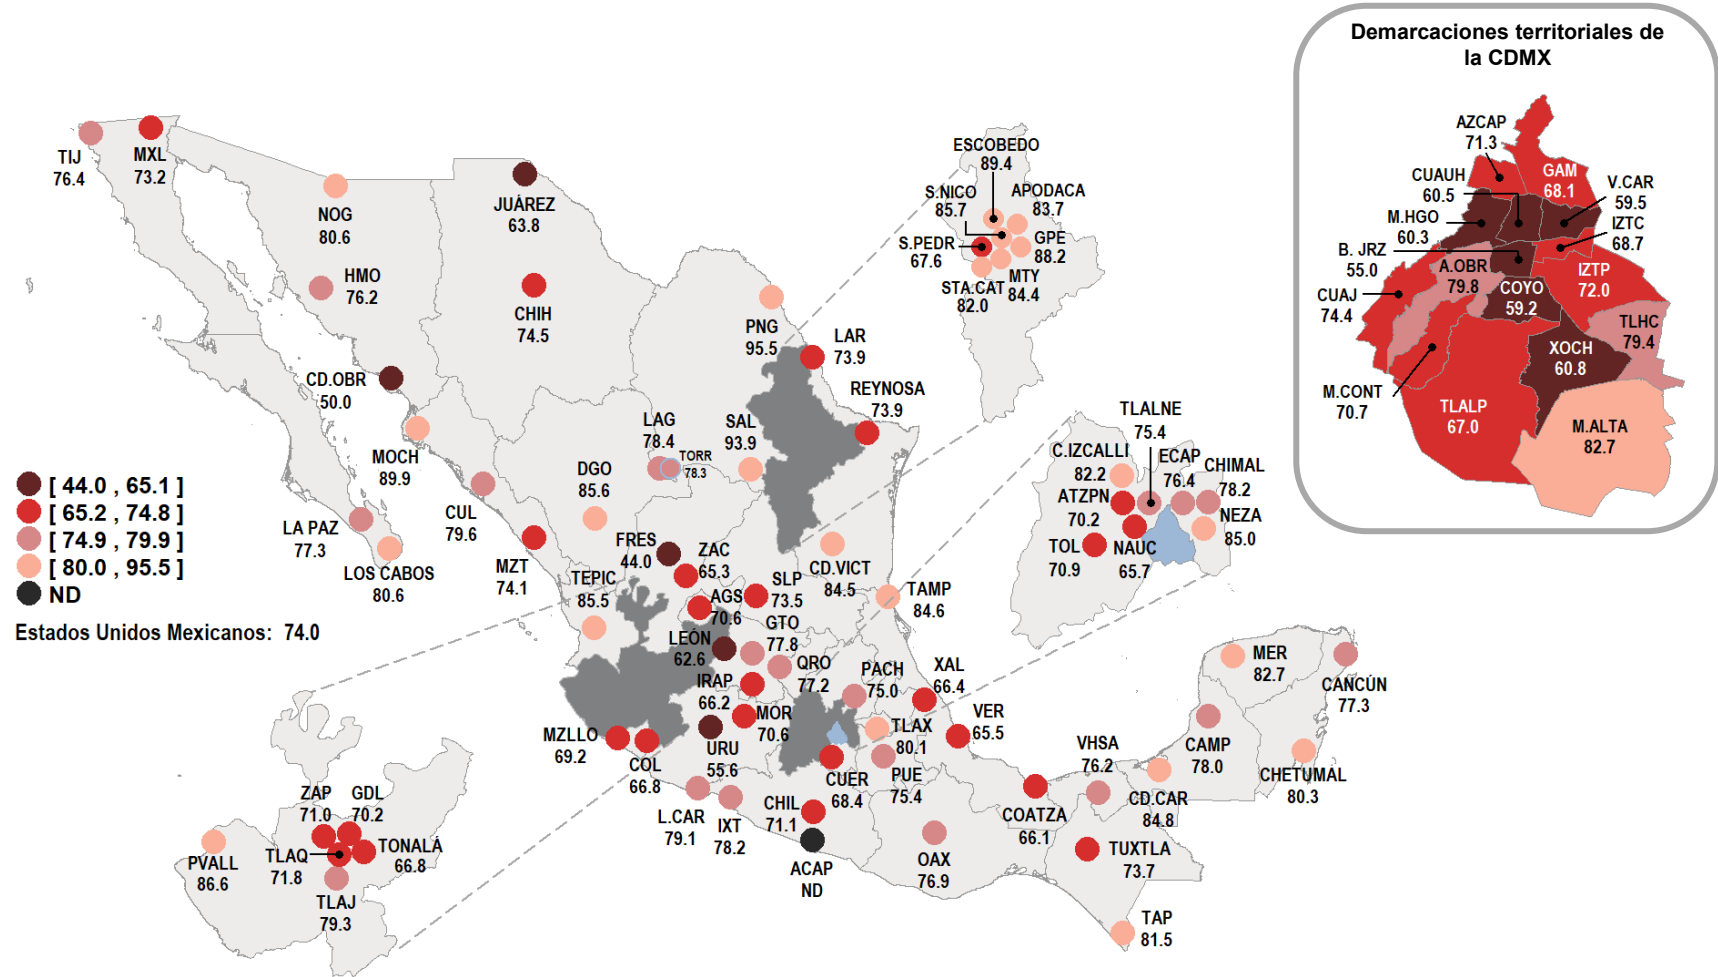 Demarcaciones territoriales de
la CDMX
AZCAP
71.3
GAM
68.1
CUAUH
60.5
V.CAR
59.5
M.HGO
60.3
IZTC
68.7
B. JRZ
55.0
A.OBR
79.8
IZTP
72.0
COYO
59.2
CUAJ
74.4
TLHC
79.4
XOCH
60.8
M.CONT
70.7
TLALP
67.0
M.ALTA
82.7
TIJ
76.4
MXL
73.2
NOG
80.6
JUÁREZ
63.8
HMO
76.2
CHIH
74.5
CD.OBR
50.0
MOCH
89.9
PNG
95.5
LAR
73.9
REYNOSA
73.9
ESCOBEDO
89.4
S.NICO
85.7
APODACA
83.7
S.PEDR
67.6
GPE
88.2
STA.CAT
82.0
MTY
84.4
LAG
78.4
TORR
78.3
SAL
93.9
DGO
85.6
CUL
79.6
LA PAZ
77.3
LOS CABOS
80.6
MZT
74.1
FRES
44.0
ZAC
65.3
TEPIC
85.5
AGS
70.6
SLP
73.5
CD.VICT
84.5
TAMP
84.6
LEÓN
62.6
GTO
77.8
QRO
77.2
IRAP
66.2
PACH
75.0
XAL
66.4
MOR
70.6
TLAX
80.1
VER
65.5
MZLLO
69.2
COL
66.8
URU
55.6
CUER
68.4
PUE
75.4
L.CAR
79.1
IXT
78.2
CHIL
71.1
ACAP
ND
OAX
76.9
COATZA
66.1
VHSA
76.2
CD.CAR
84.8
TUXTLA
73.7
TAP
81.5
CAMP
78.0
MER
82.7
CANCÚN
77.3
CHETUMAL
80.3
TLALNE
75.4
C.IZCALLI
82.2
ECAP
76.4
CHIMAL
78.2
ATZPN
70.2
NEZA
85.0
TOL
70.9
NAUC
65.7
[ 44.0 , 65.1 ]
[ 65.2 , 74.8 ]
[ 74.9 , 79.9 ]
[ 80.0 , 95.5 ]
ND
Estados Unidos Mexicanos: 74.0
ZAP
71.0
GDL
70.2
TONALÁ
66.8
PVALL
86.6
TLAQ
71.8
TLAJ
79.3